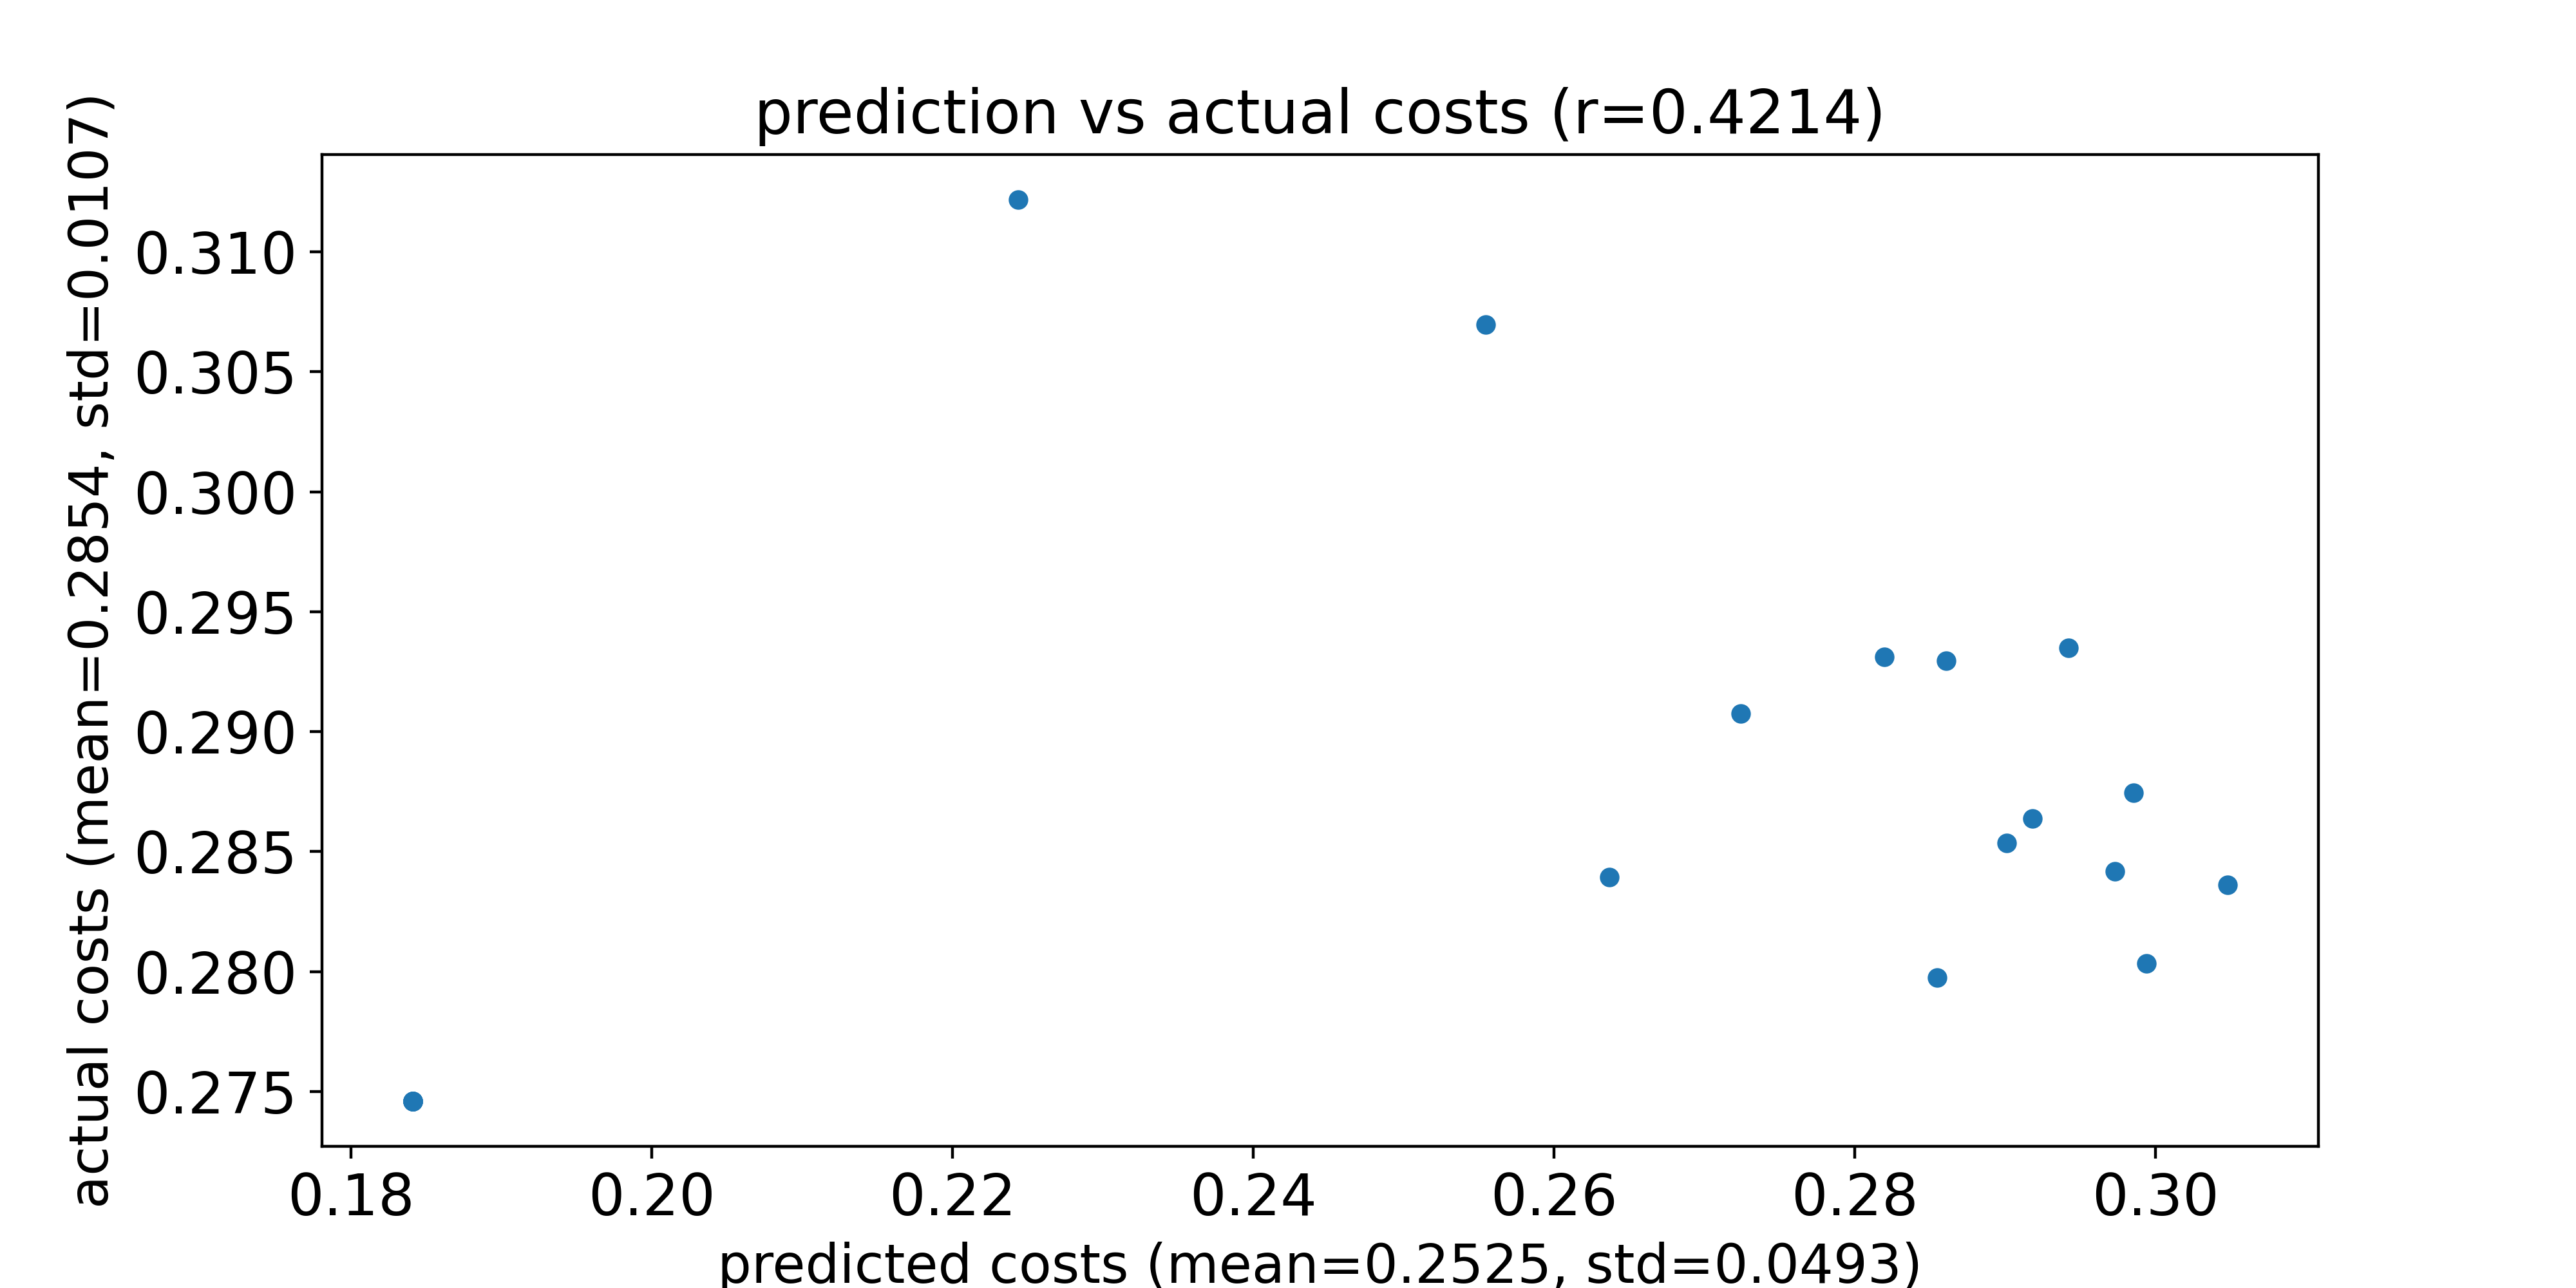 prediction vs actual costs (r=0.4214)
actual costs (mean=0.2854, std=0.0107)
0.310
0.305
0.300
0.295
0.290
0.285
0.280
0.275
0.18 0.20 0.22 0.24 0.26 0.28 0.30
predicted costs (mean=0.2525, std=0.0493)